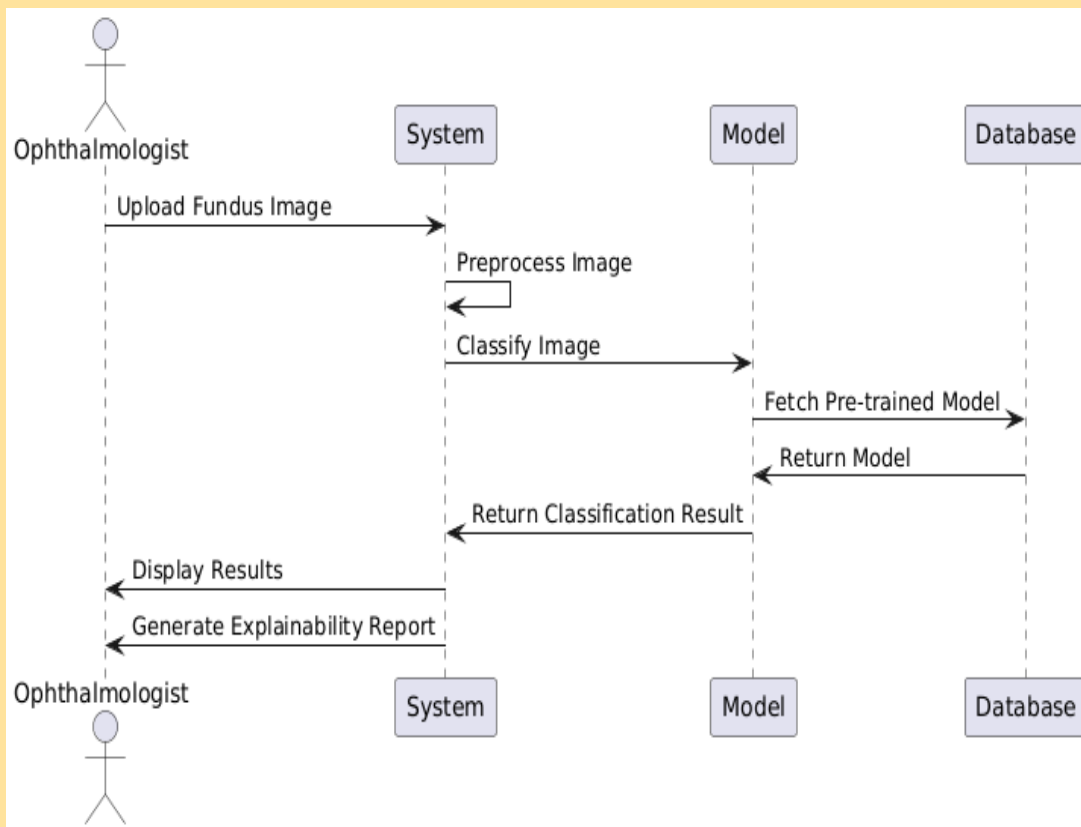 Ophthalmologist
System
Model
Database
Upload Fundus Image
Preprocess Image
Classify Image
Fetch Pre-trained Model
Return Model
Return Classification Result
Display Results
Generate Explainability Report
Ophthalmologist
System
Model
Database